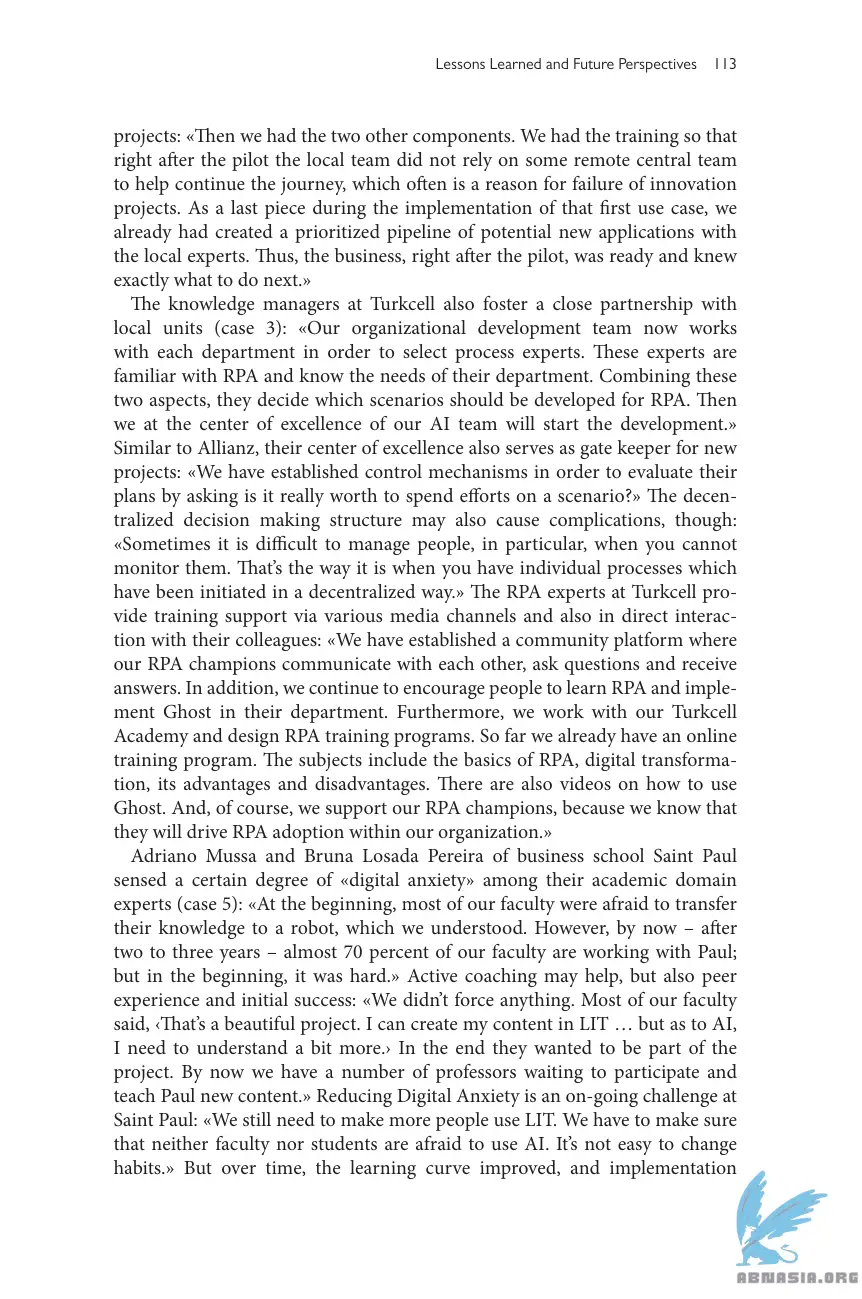 Lessons Learned and Future Perspectives 113
projects: «Then we had the two other components. We had the training so that
right after the pilot the local team did not rely on some remote central team
to help continue the journey, which often is a reason for failure of innovation
projects. As a last piece during the implementation of that first use case, we
already had created a prioritized pipeline of potential new applications with
the local experts. Thus, the business, right after the pilot, was ready and knew
exactly what to do next.»
The knowledge managers at Turkcell also foster a close partnership with
local units (case 3): «Our organizational development team now works
with each department in order to select process experts. These experts are
familiar with RPA and know the needs of their department. Combining these
two aspects, they decide which scenarios should be developed for RPA. Then
we at the center of excellence of our AI team will start the development.»
Similar to Allianz, their center of excellence also serves as gate keeper for new
projects: «We have established control mechanisms in order to evaluate their
plans by asking is it really worth to spend efforts on a scenario?» The decen-
tralized decision making structure may also cause complications, though:
«Sometimes it is difficult to manage people, in particular, when you cannot
monitor them. That's the way it is when you have individual processes which
have been initiated in a decentralized way.» The RPA experts at Turkcell pro-
vide training support via various media channels and also in direct interac-
tion with their colleagues: «We have established a community platform where
our RPA champions communicate with each other, ask questions and receive
answers. In addition, we continue to encourage people to learn RPA and imple-
ment Ghost in their department. Furthermore, we work with our Turkcell
Academy and design RPA training programs. So far we already have an online
training program. The subjects include the basics of RPA, digital transforma-
tion, its advantages and disadvantages. There are also videos on how to use
Ghost. And, of course, we support our RPA champions, because we know that
they will drive RPA adoption within our organization.»
Adriano Mussa and Bruna Losada Pereira of business school Saint Paul
sensed a certain degree of «digital anxiety» among their academic domain
experts (case 5): «At the beginning, most of our faculty were afraid to transfer
their knowledge to a robot, which we understood. However, by now – after
two to three years – almost 70 percent of our faculty are working with Paul;
but in the beginning, it was hard.» Active coaching may help, but also peer
experience and initial success: «We didn't force anything. Most of our faculty
said, ‹That's a beautiful project. I can create my content in LIT … but as to AI,
I need to understand a bit more.› In the end they wanted to be part of the
project. By now we have a number of professors waiting to participate and
teach Paul new content.» Reducing Digital Anxiety is an on-going challenge at
Saint Paul: «We still need to make more people use LIT. We have to make sure
that neither faculty nor students are afraid to use AI. It's not easy to change
habits.» But over time, the learning curve improved, and implementation
ABNASIA.ORG